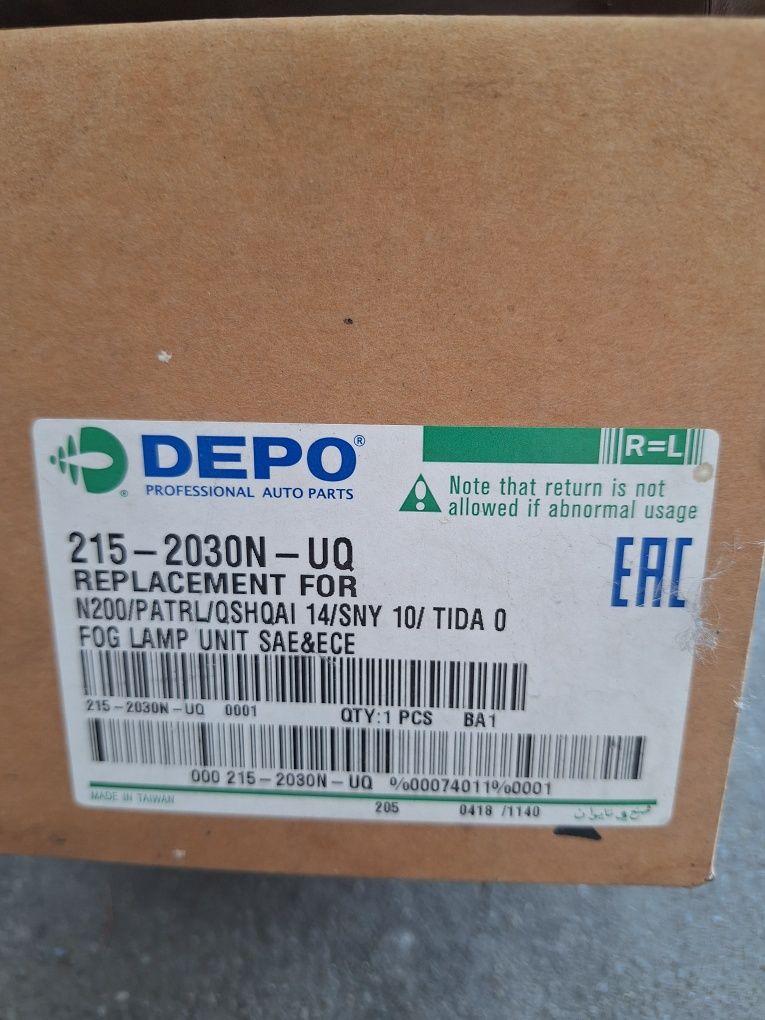 DEPO®
PROFESSIONAL AUTO PARTS
R=L
Note that return is not
allowed if abnormal usage
215-2030N-UQ
REPLACEMENT FOR
N200/PATRL/QSHQAI 14/SNY 10/ TIDA 0
FOG LAMP UNIT SAE&ECE
EAC
215-2030N-UQ 0001 QTY:1 PCS BA1
000 215-2030N-UQ %00074011%0001
MADE IN TAIWAN
205 0418 /1140